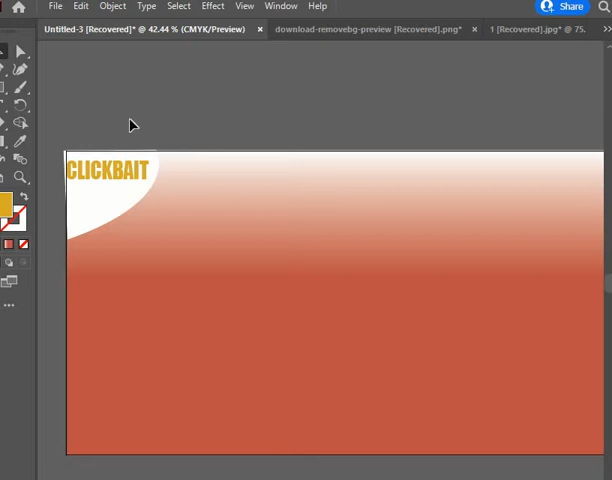 File Edit Object Type Select Effect View Window Help Share
Untitled-3 [Recovered]* @ 42.44 % (CMYK/Preview) × download-removebg-preview [Recovered].png* × 1 [Recovered].jpg* @ 75.
CLICKBAIT